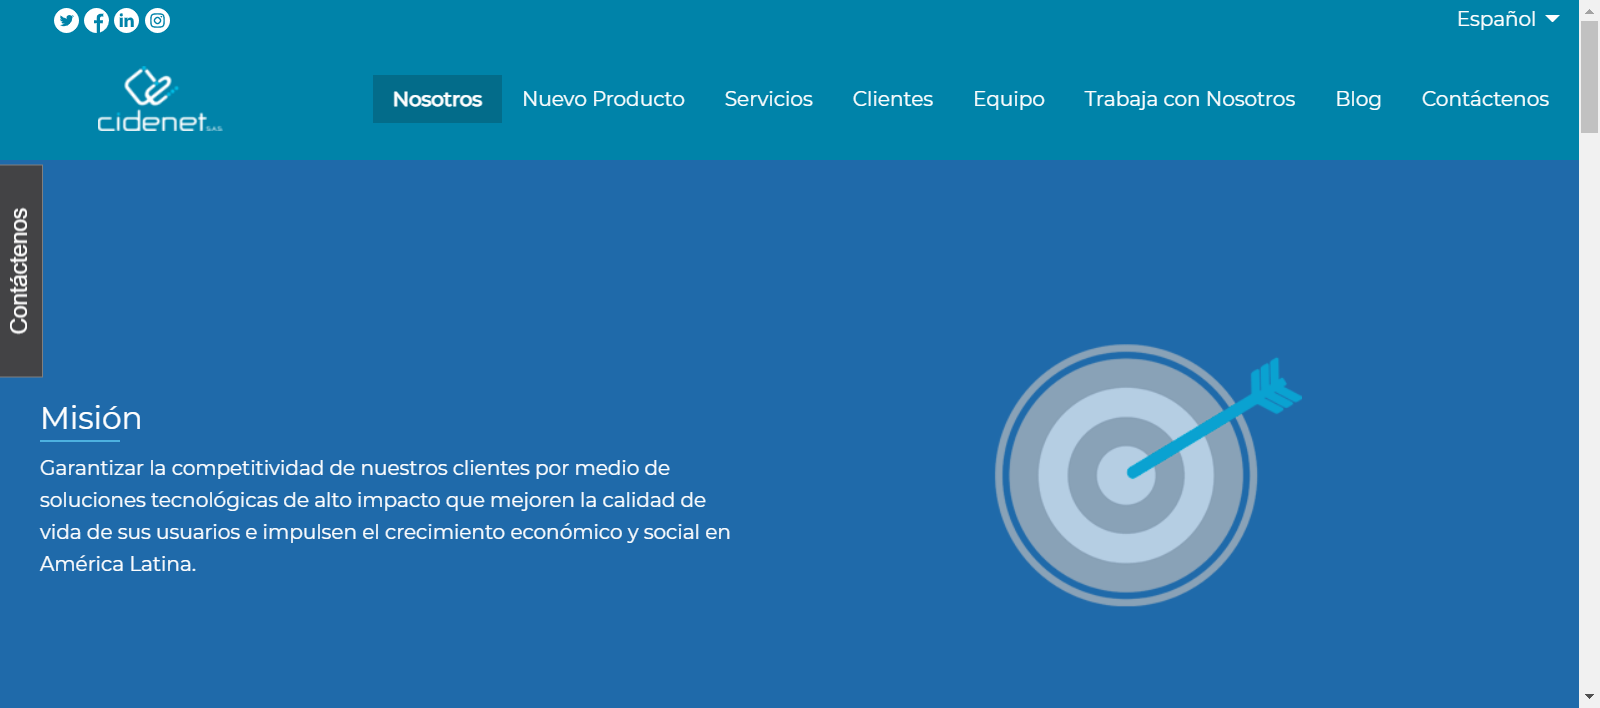 Español
cidenet S.A.S.
Nosotros Nuevo Producto Servicios Clientes Equipo Trabaja con Nosotros Blog Contáctenos
Contáctenos
Misión
Garantizar la competitividad de nuestros clientes por medio de
soluciones tecnológicas de alto impacto que mejoren la calidad de
vida de sus usuarios e impulsen el crecimiento económico y social en
América Latina.